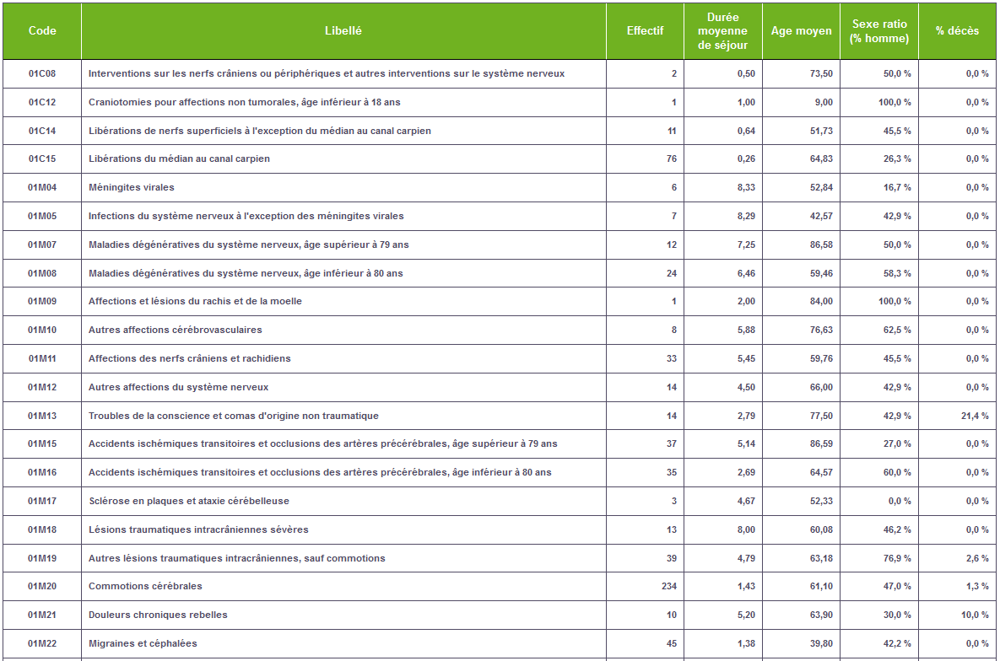 Code Libellé Effectif Durée moyenne de séjour Age moyen Sexe ratio (% homme) % décès
01C08 Interventions sur les nerfs crâniens ou périphériques et autres interventions sur le système nerveux 2 0,50 73,50 50,0 % 0,0 %
01C12 Craniotomies pour affections non tumorales, âge inférieur à 18 ans 1 1,00 9,00 100,0 % 0,0 %
01C14 Libérations de nerfs superficiels à l'exception du médian au canal carpien 11 0,64 51,73 45,5 % 0,0 %
01C15 Libérations du médian au canal carpien 76 0,26 64,83 26,3 % 0,0 %
01M04 Méningites virales 6 8,33 52,84 16,7 % 0,0 %
01M05 Infections du système nerveux à l'exception des méningites virales 7 8,29 42,57 42,9 % 0,0 %
01M07 Maladies dégénératives du système nerveux, âge supérieur à 79 ans 12 7,25 86,58 50,0 % 0,0 %
01M08 Maladies dégénératives du système nerveux, âge inférieur à 80 ans 24 6,46 59,46 58,3 % 0,0 %
01M09 Affections et lésions du rachis et de la moelle 1 2,00 84,00 100,0 % 0,0 %
01M10 Autres affections cérébrovasculaires 8 5,88 76,63 62,5 % 0,0 %
01M11 Affections des nerfs crâniens et rachidiens 33 5,45 59,76 45,5 % 0,0 %
01M12 Autres affections du système nerveux 14 4,50 66,00 42,9 % 0,0 %
01M13 Troubles de la conscience et comas d'origine non traumatique 14 2,79 77,50 42,9 % 21,4 %
01M15 Accidents ischémiques transitoires et occlusions des artères précérébrales, âge supérieur à 79 ans 37 5,14 86,59 27,0 % 0,0 %
01M16 Accidents ischémiques transitoires et occlusions des artères précérébrales, âge inférieur à 80 ans 35 2,69 64,57 60,0 % 0,0 %
01M17 Sclérose en plaques et ataxie cérébelleuse 3 4,67 52,33 0,0 % 0,0 %
01M18 Lésions traumatiques intracrâniennes sévères 13 8,00 60,08 46,2 % 0,0 %
01M19 Autres lésions traumatiques intracrâniennes, sauf commotions 39 4,79 63,18 76,9 % 2,6 %
01M20 Commotions cérébrales 234 1,43 61,10 47,0 % 1,3 %
01M21 Douleurs chroniques rebelles 10 5,20 63,90 30,0 % 10,0 %
01M22 Migraines et céphalées 45 1,38 39,80 42,2 % 0,0 %